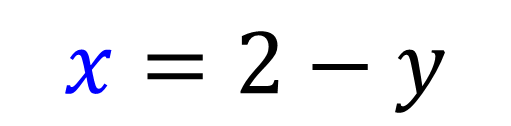 x = 2 − y